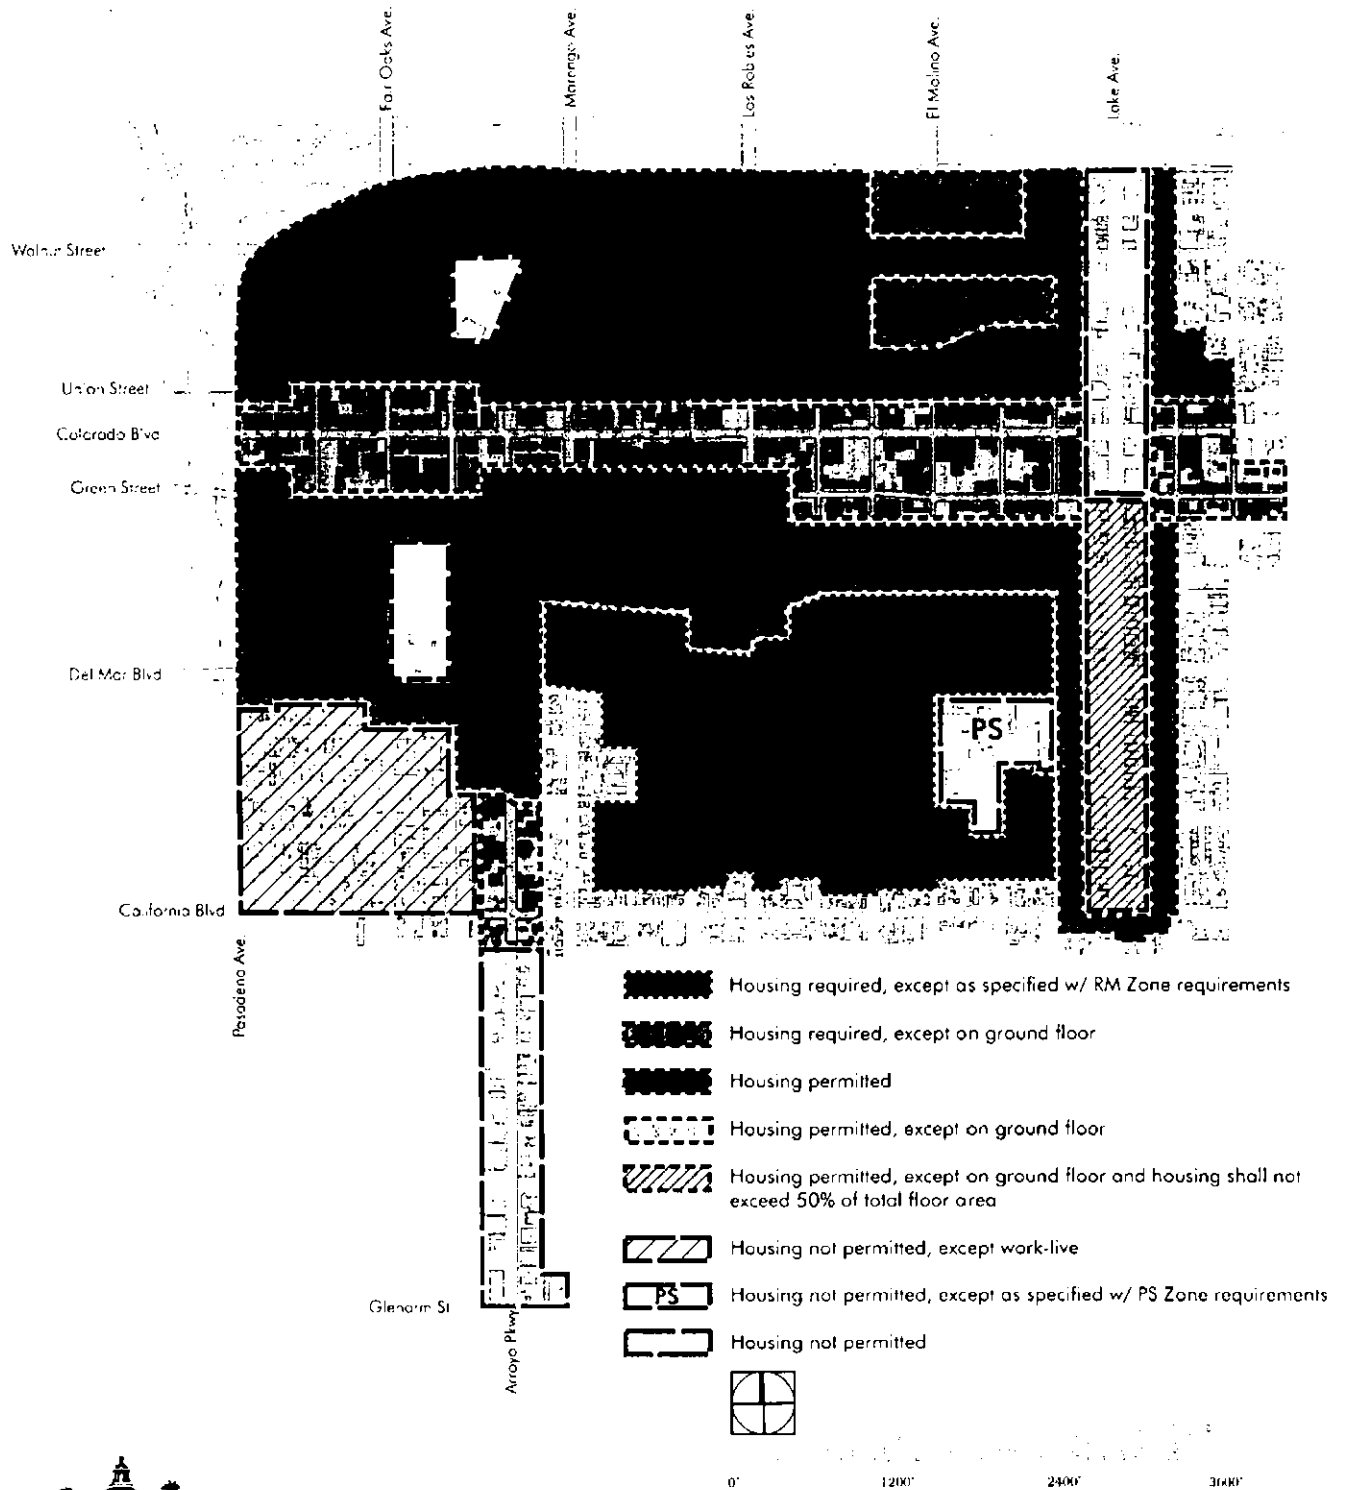 Fair Oaks Ave.
Marengo Ave.
Los Robles Ave.
El Molino Ave.
Lake Ave.
Walnut Street
Union Street
Colorado Blvd
Green Street
Del Mar Blvd
PS
California Blvd
Pasadena Ave.
Housing required, except as specified w/ RM Zone requirements
Housing required, except on ground floor
Housing permitted
Housing permitted, except on ground floor
Housing permitted, except on ground floor and housing shall not
exceed 50% of total floor area
Housing not permitted, except work-live
PS Housing not permitted, except as specified w/ PS Zone requirements
Housing not permitted
Glenarm St
Arroyo Pkwy
0' 1200' 2400' 3600'